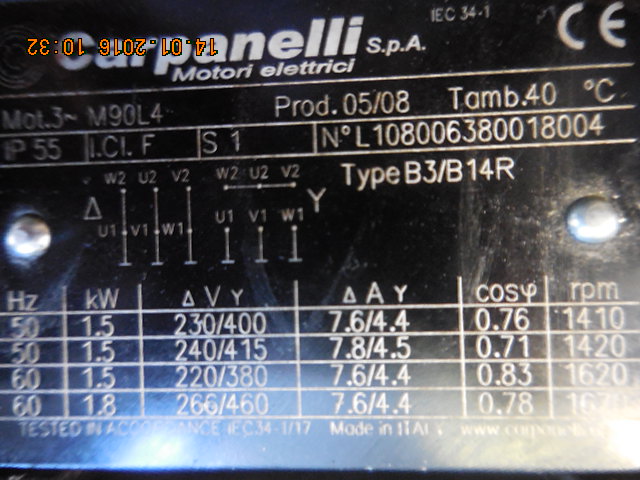 IEC 34-1 CE
14.01.2016 10:32
Carpanelli S.p.A.
Motori elettrici
Mot.3~ M90L4 Prod. 05/08 Tamb.40 °C
IP 55 I.Cl. F S 1 N°L108006380018004
W2 U2 V2 W2 U2 V2 Type B3/B14R
Δ Y
U1 V1 W1 U1 V1 W1
Hz kW Δ V Y Δ A Y cosφ rpm
50 1.5 230/400 7.6/4.4 0.76 1410
50 1.5 240/415 7.8/4.5 0.71 1420
60 1.5 220/380 7.6/4.4 0.83 1620
60 1.8 266/460 7.6/4.4 0.78
TESTED IN ACCORDANCE IEC34-1/17 Made in ITALY